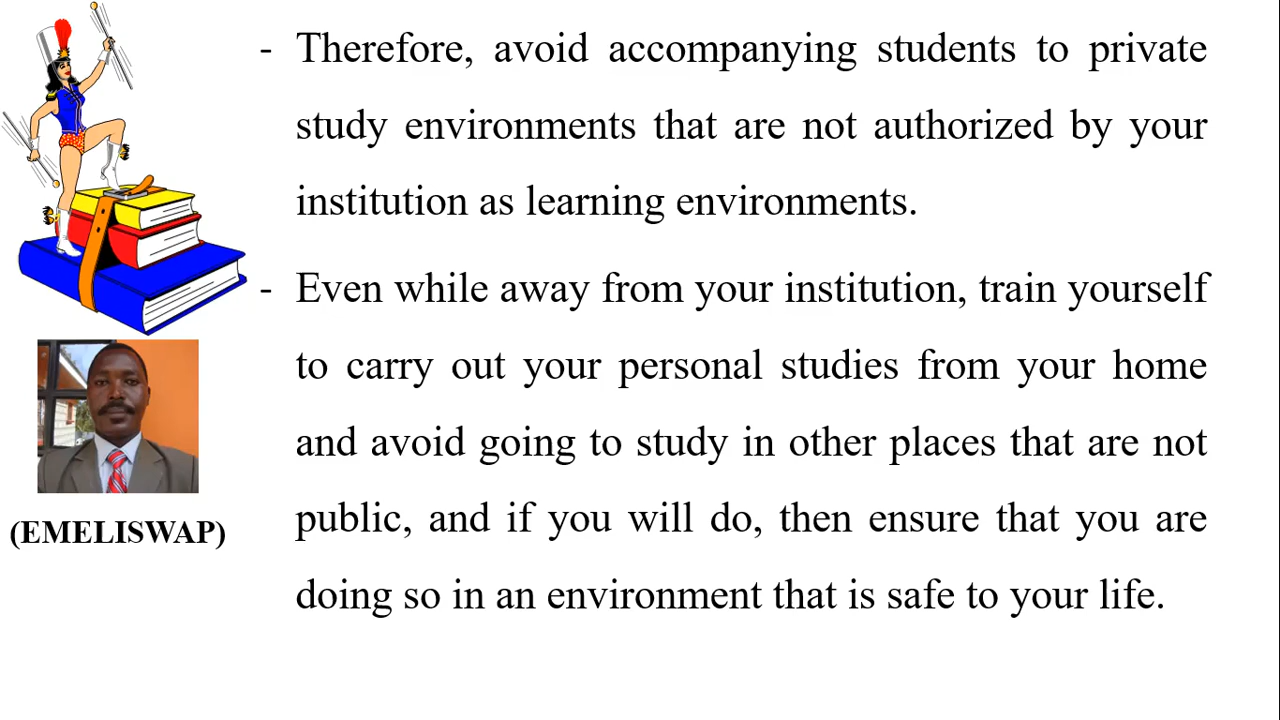 - Therefore, avoid accompanying students to private
study environments that are not authorized by your
institution as learning environments.
- Even while away from your institution, train yourself
to carry out your personal studies from your home
and avoid going to study in other places that are not
public, and if you will do, then ensure that you are
doing so in an environment that is safe to your life.
(EMELISWAP)